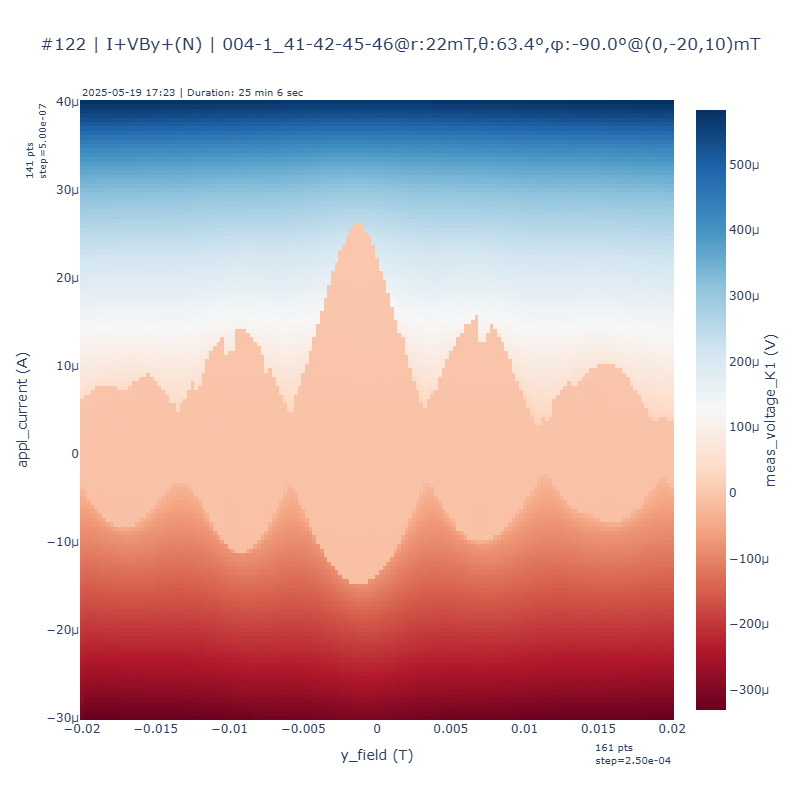 #122 | I+VBy+(N) | 004-1_41-42-45-46@r:22mT,θ:63.4º,φ:-90.0º@(0,-20,10)mT
2025-05-19 17:23 | Duration: 25 min 6 sec
141 pts
step=5.00e-07
appl_current (A)
40μ
30μ
20μ
10μ
0
−10μ
−20μ
−30μ
−0.02
−0.015
−0.01
−0.005
0
0.005
0.01
0.015
0.02
y_field (T)
161 pts
step=2.50e-04
500μ
400μ
300μ
200μ
100μ
0
−100μ
−200μ
−300μ
meas_voltage_K1 (V)